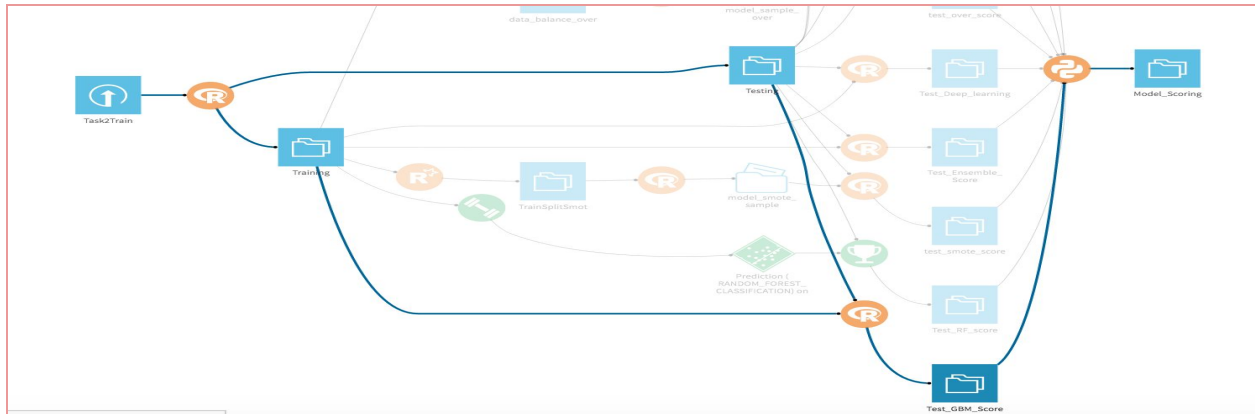 data_balance_over
model_sample_
over
test_over_score
Task2Train
Testing
Test_Deep_learning
Model_Scoring
Training
TrainSplitSmot
model_smote_
sample
Test_Ensemble_
Score
test_smote_score
Prediction (
RANDOM_FOREST_
CLASSIFICATION) on
Test_RF_score
Test_GBM_Score